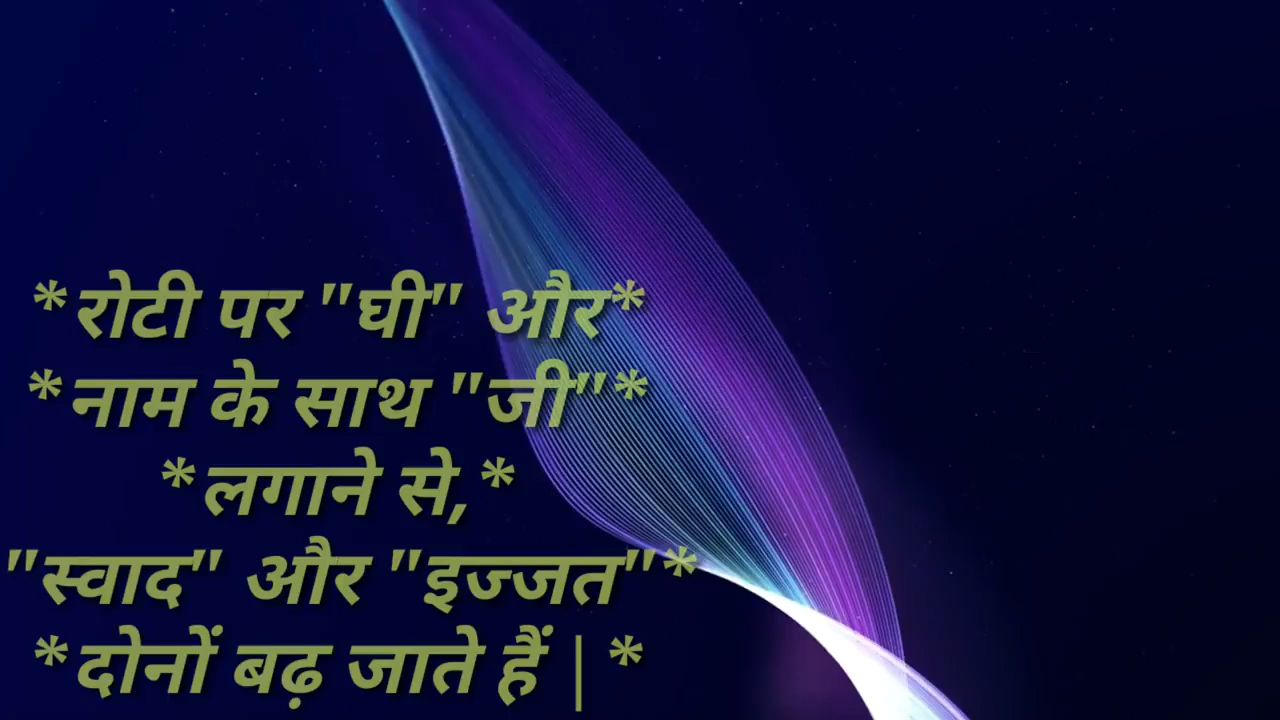 *रोटी पर "घी" और*
*नाम के साथ "जी"*
*लगाने से,*
"स्वाद" और "इज्जत"*
*दोनों बढ़ जाते हैं|*